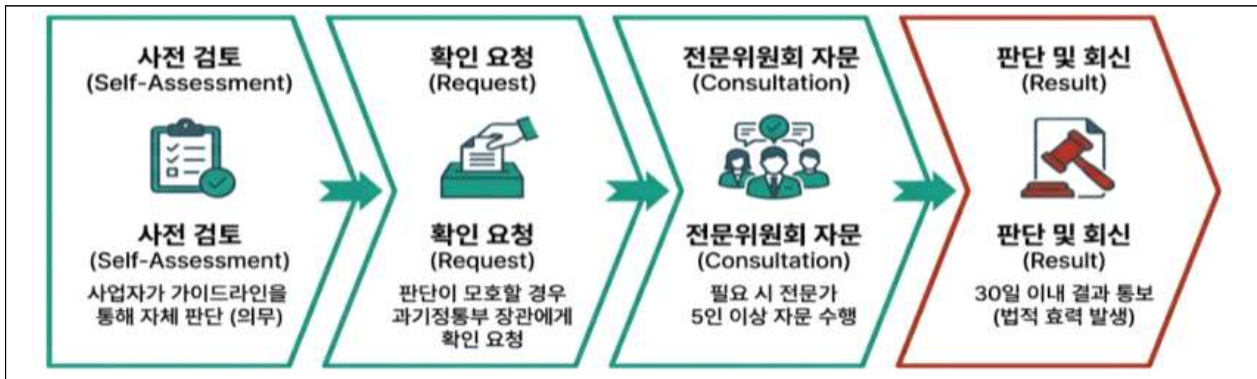 사전 검토
(Self-Assessment)
사전 검토
(Self-Assessment)
사업자가 가이드라인을
통해 자체 판단 (의무)
확인 요청
(Request)
확인 요청
(Request)
판단이 모호할 경우
과기정통부 장관에게
확인 요청
전문위원회 자문
(Consultation)
전문위원회 자문
(Consultation)
필요 시 전문가
5인 이상 자문 수행
판단 및 회신
(Result)
판단 및 회신
(Result)
30일 이내 결과 통보
(법적 효력 발생)